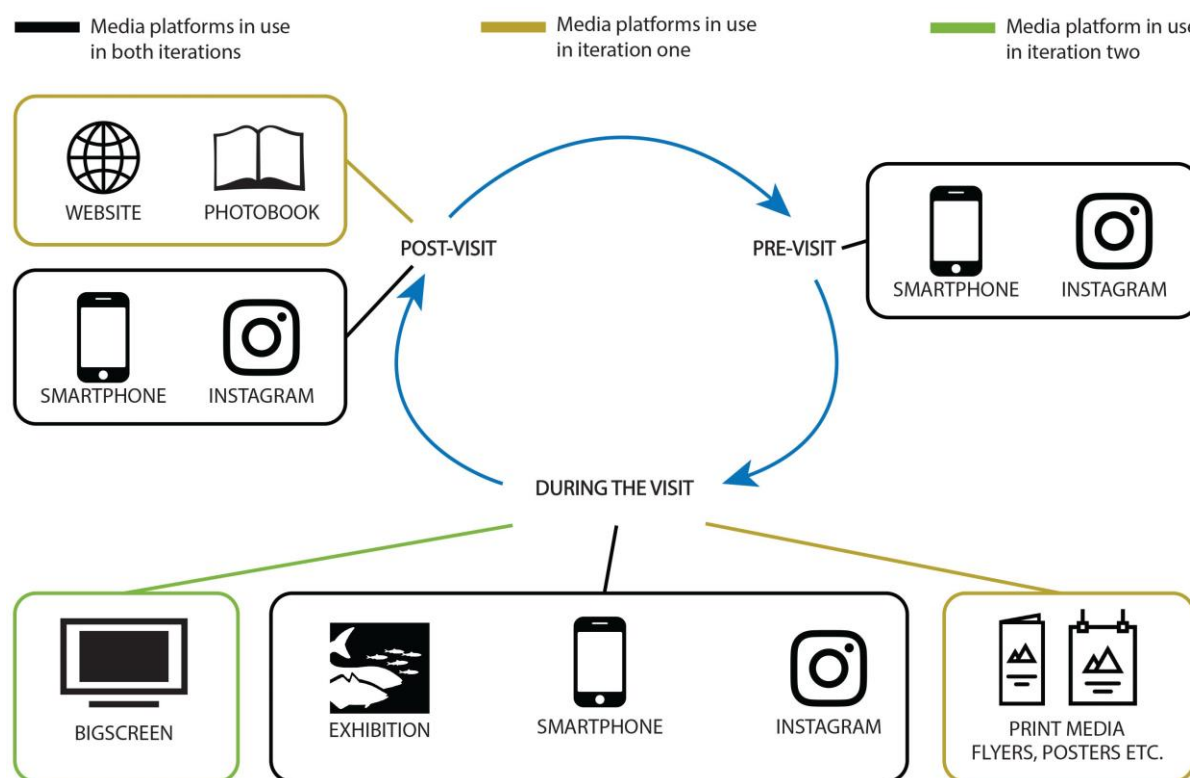 Media platforms in use
in both iterations
Media platforms in use
in iteration one
Media platform in use
in iteration two
WEBSITE
PHOTOBOOK
POST-VISIT
PRE-VISIT
SMARTPHONE
INSTAGRAM
SMARTPHONE
INSTAGRAM
DURING THE VISIT
BIGSCREEN
EXHIBITION
SMARTPHONE
INSTAGRAM
PRINT MEDIA
FLYERS, POSTERS ETC.